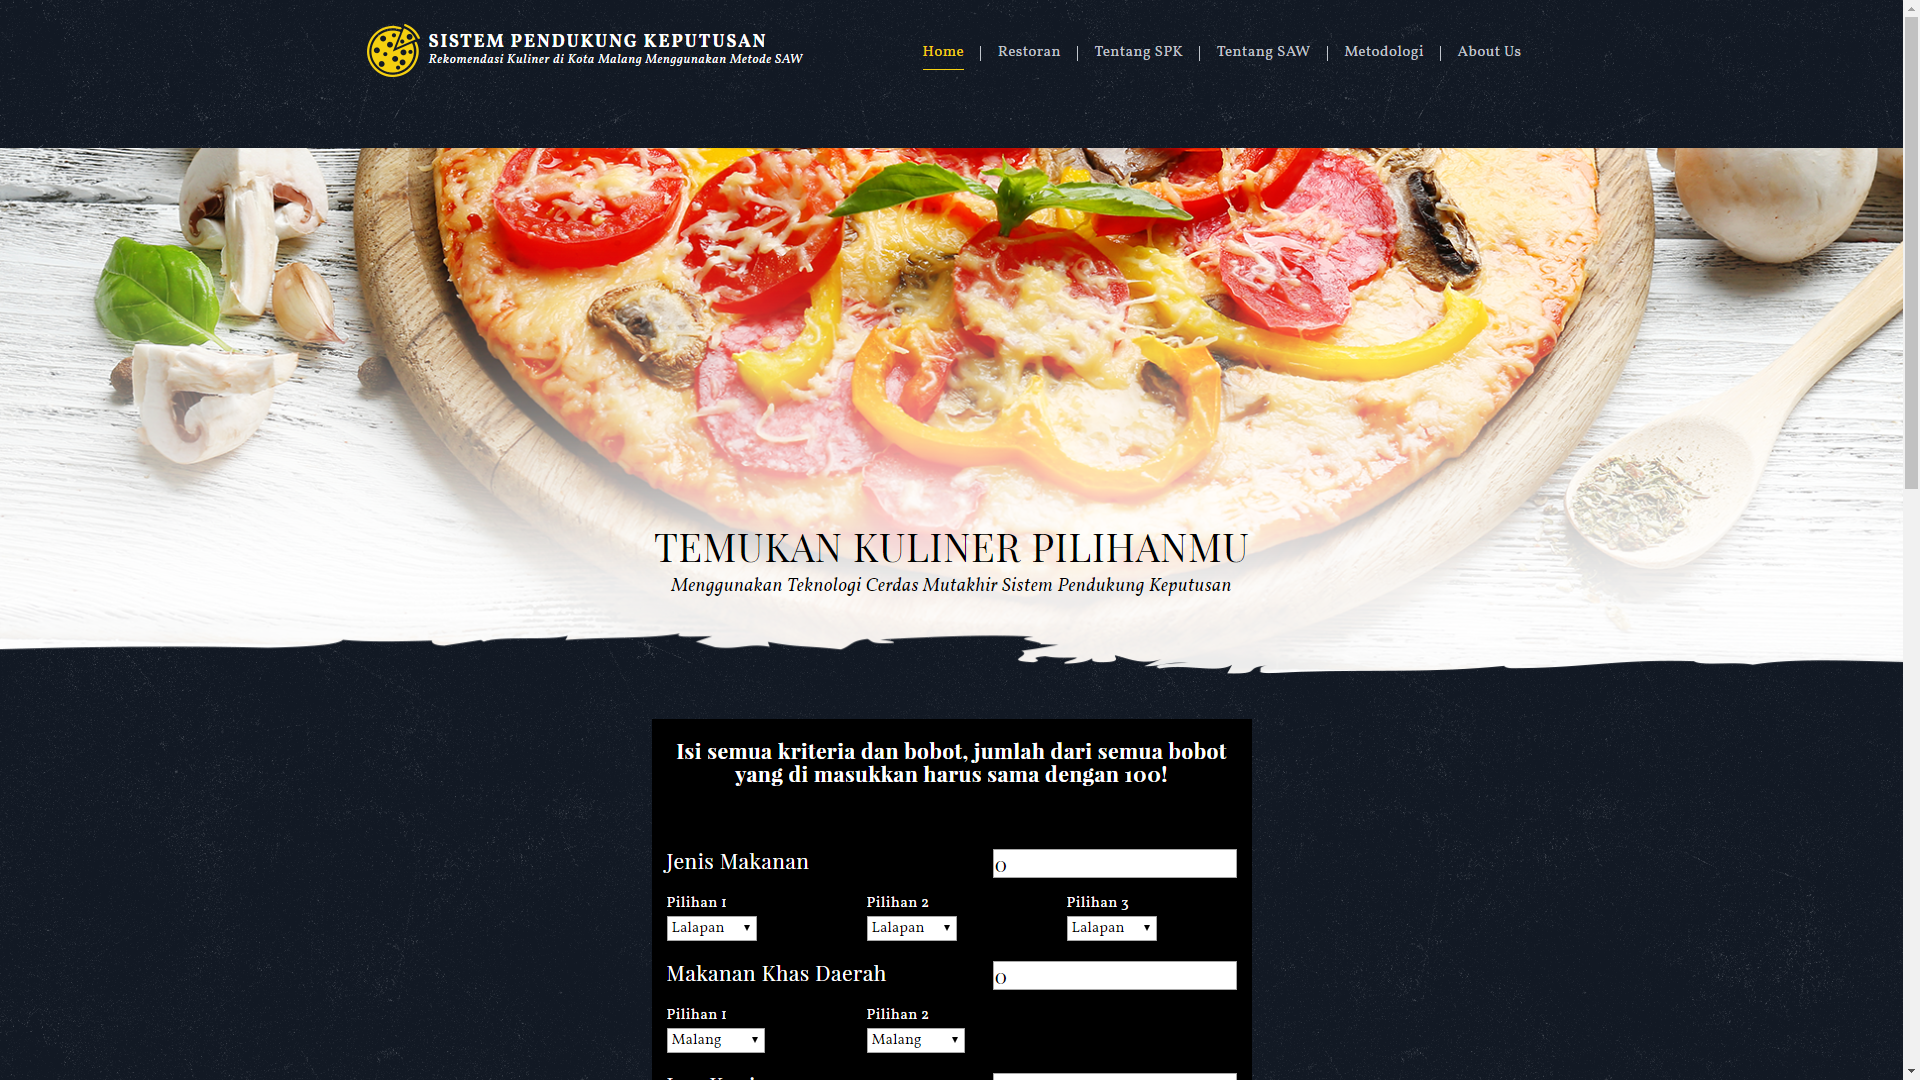 SISTEM PENDUKUNG KEPUTUSAN
Rekomendasi Kuliner di Kota Malang Menggunakan Metode SAW
Home
Restoran
Tentang SPK
Tentang SAW
Metodologi
About Us
TEMUKAN KULINER PILIHANMU
Menggunakan Teknologi Cerdas Mutakhir Sistem Pendukung Keputusan
Isi semua kriteria dan bobot, jumlah dari semua bobot
yang di masukkan harus sama dengan 100!
Jenis Makanan
0
Pilihan 1
Pilihan 2
Pilihan 3
Lalapan
Lalapan
Lalapan
Makanan Khas Daerah
0
Pilihan 1
Pilihan 2
Malang
Malang